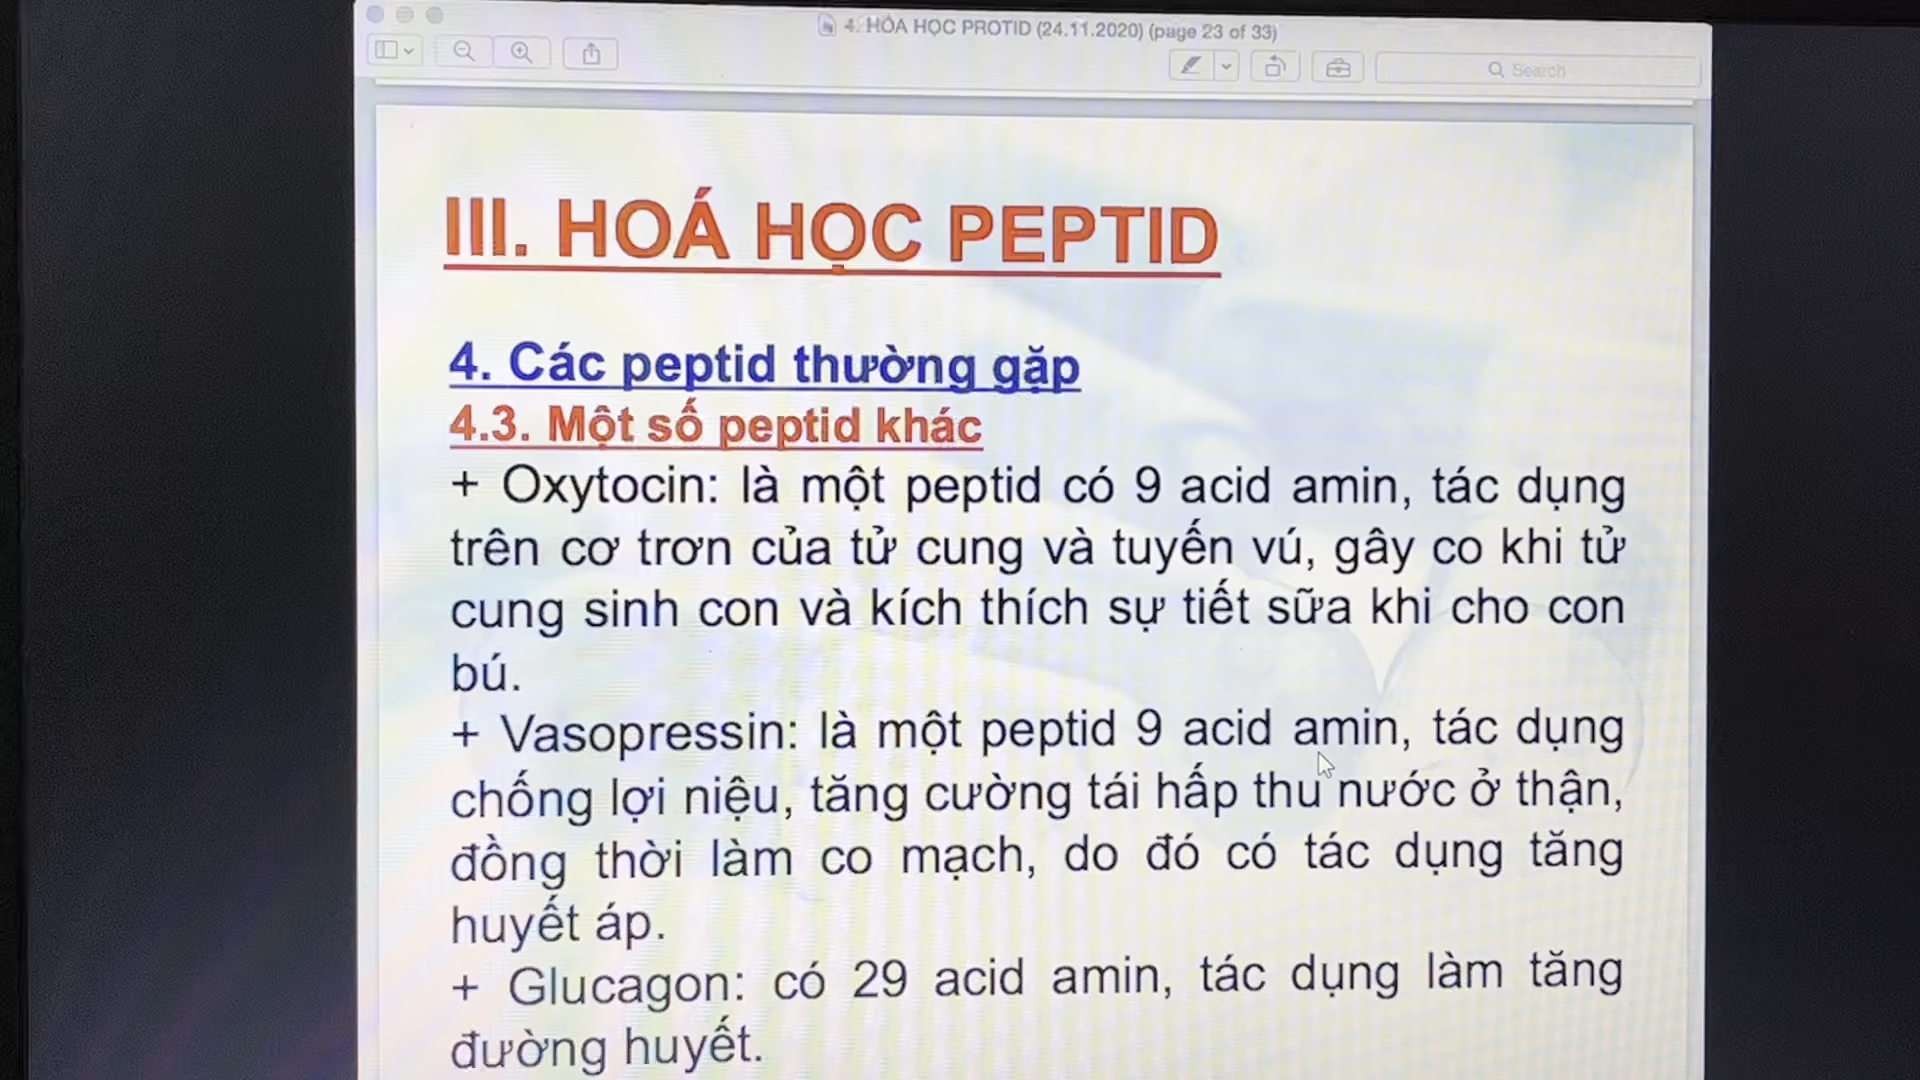 4. HÓA HỌC PROTID (24.11.2020) (page 23 of 33)
Search
III. HOÁ HỌC PEPTID
4. Các peptid thường gặp
4.3. Một số peptid khác
+ Oxytocin: là một peptid có 9 acid amin, tác dụng
trên cơ trơn của tử cung và tuyến vú, gây co khi tử
cung sinh con và kích thích sự tiết sữa khi cho con
bú.
+ Vasopressin: là một peptid 9 acid amin, tác dụng
chống lợi niệu, tăng cường tái hấp thu nước ở thận,
đồng thời làm co mạch, do đó có tác dụng tăng
huyết áp.
+ Glucagon: có 29 acid amin, tác dụng làm tăng
đường huyết.